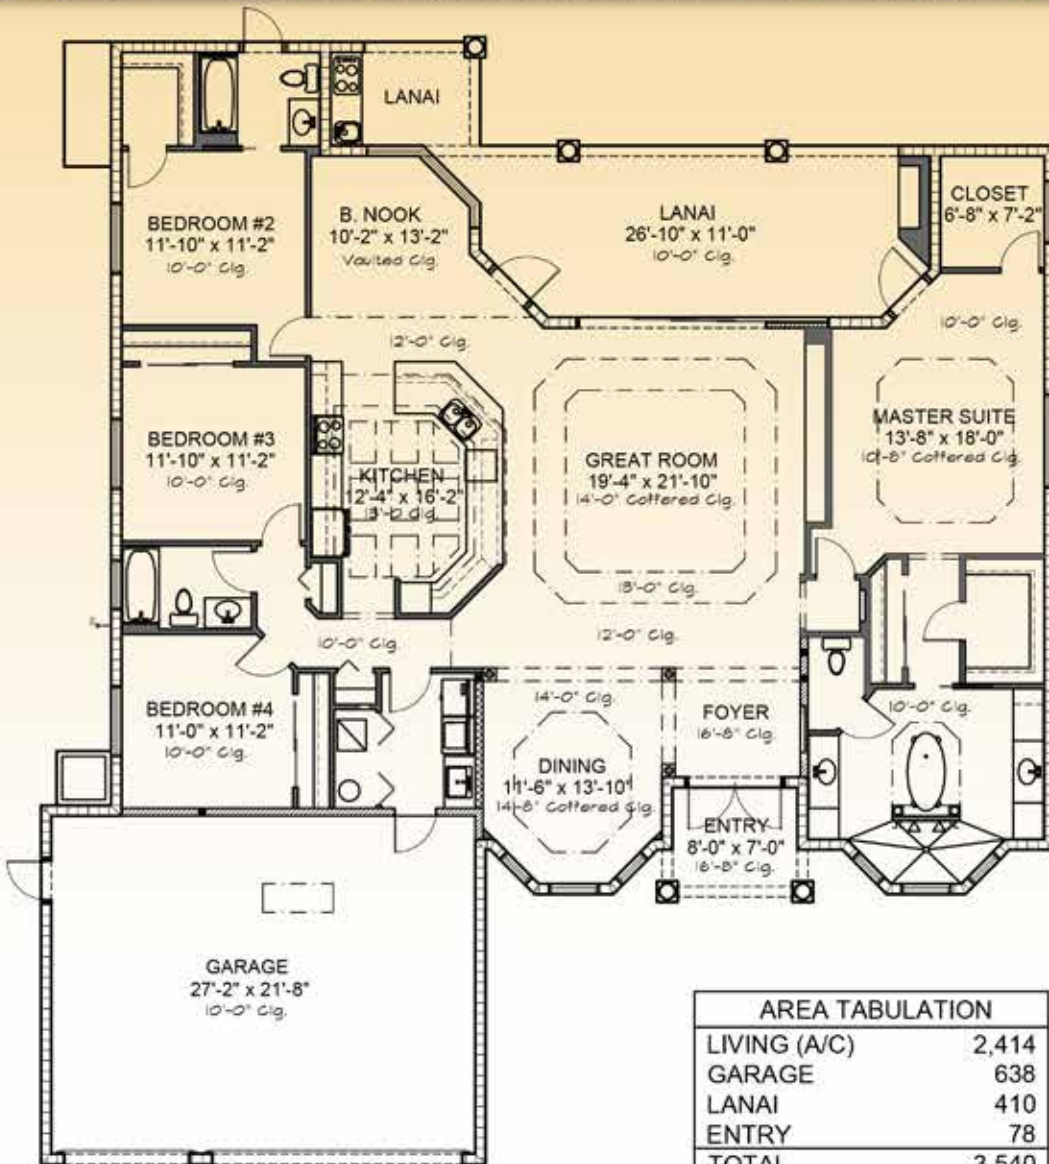 LANAI
BEDROOM #2
11'-10" x 11'-2"
10'-0" Clg.
B. NOOK
10'-2" x 13'-2"
Vaulted Clg.
LANAI
26'-10" x 11'-0"
10'-0" Clg.
CLOSET
6'-8" x 7'-2"
10'-0" Clg.
12'-0" Clg.
BEDROOM #3
11'-10" x 11'-2"
10'-0" Clg.
KITCHEN
12'-4" x 16'-2"
Clg.
GREAT ROOM
19'-4" x 21'-10"
14'-0" Coffered Clg.
MASTER SUITE
13'-8" x 18'-0"
10'-8" Coffered Clg.
13'-0" Clg.
10'-0" Clg.
12'-0" Clg.
BEDROOM #4
11'-0" x 11'-2"
10'-0" Clg.
14'-0" Clg.
FOYER
16'-8" Clg.
10'-0" Clg.
DINING
11'-6" x 13'-10"
14'-8" Coffered Clg.
ENTRY
8'-0" x 7'-0"
16'-8" Clg.
GARAGE
27'-2" x 21'-8"
10'-0" Clg.
AREA TABULATION
LIVING (A/C) 2,414
GARAGE 638
LANAI 410
ENTRY 78
TOTAL 3,540